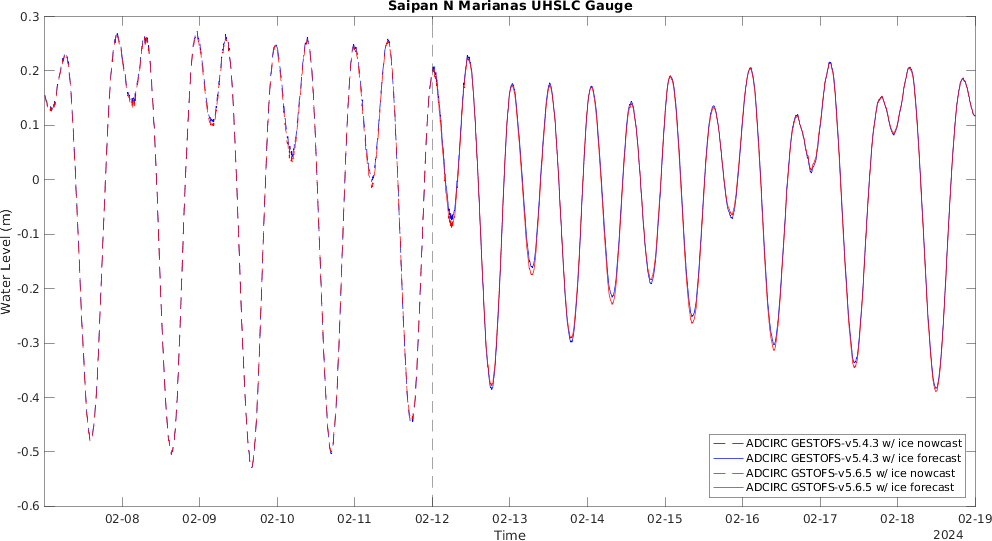 Saipan N Marianas UHSLC Gauge
Water Level (m)
0.3
0.2
0.1
0
-0.1
-0.2
-0.3
-0.4
-0.5
-0.6
ADCIRC GESTOFS-v5.4.3 w/ ice nowcast
ADCIRC GESTOFS-v5.4.3 w/ ice forecast
ADCIRC GSTOFS-v5.6.5 w/ ice nowcast
ADCIRC GSTOFS-v5.6.5 w/ ice forecast
02-08 02-09 02-10 02-11 02-12 02-13 02-14 02-15 02-16 02-17 02-18 02-19
Time
2024